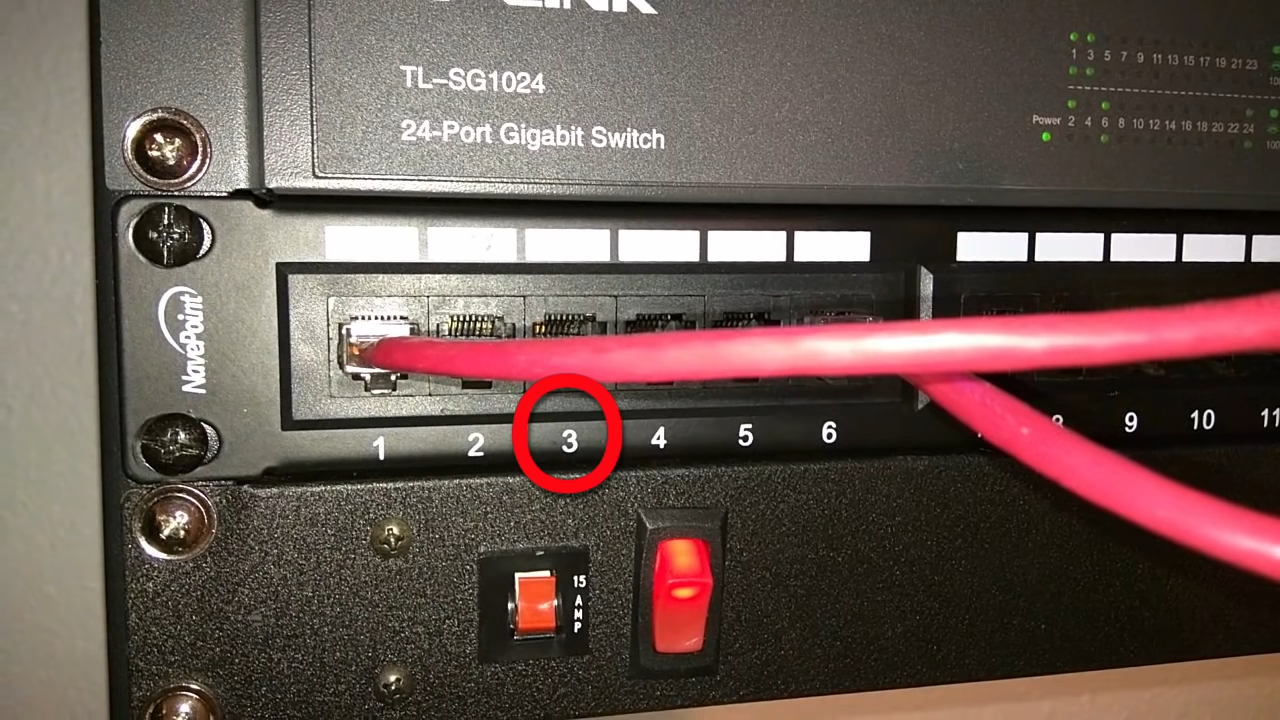 TL-SG1024
24-Port Gigabit Switch
1 3 5 7 9 11 13 15 17 19 21 23
Power 2 4 6 8 10 12 14 16 18 20 22 24
NavePoint
1 2 3 4 5 6 9 10 11
15
AMP